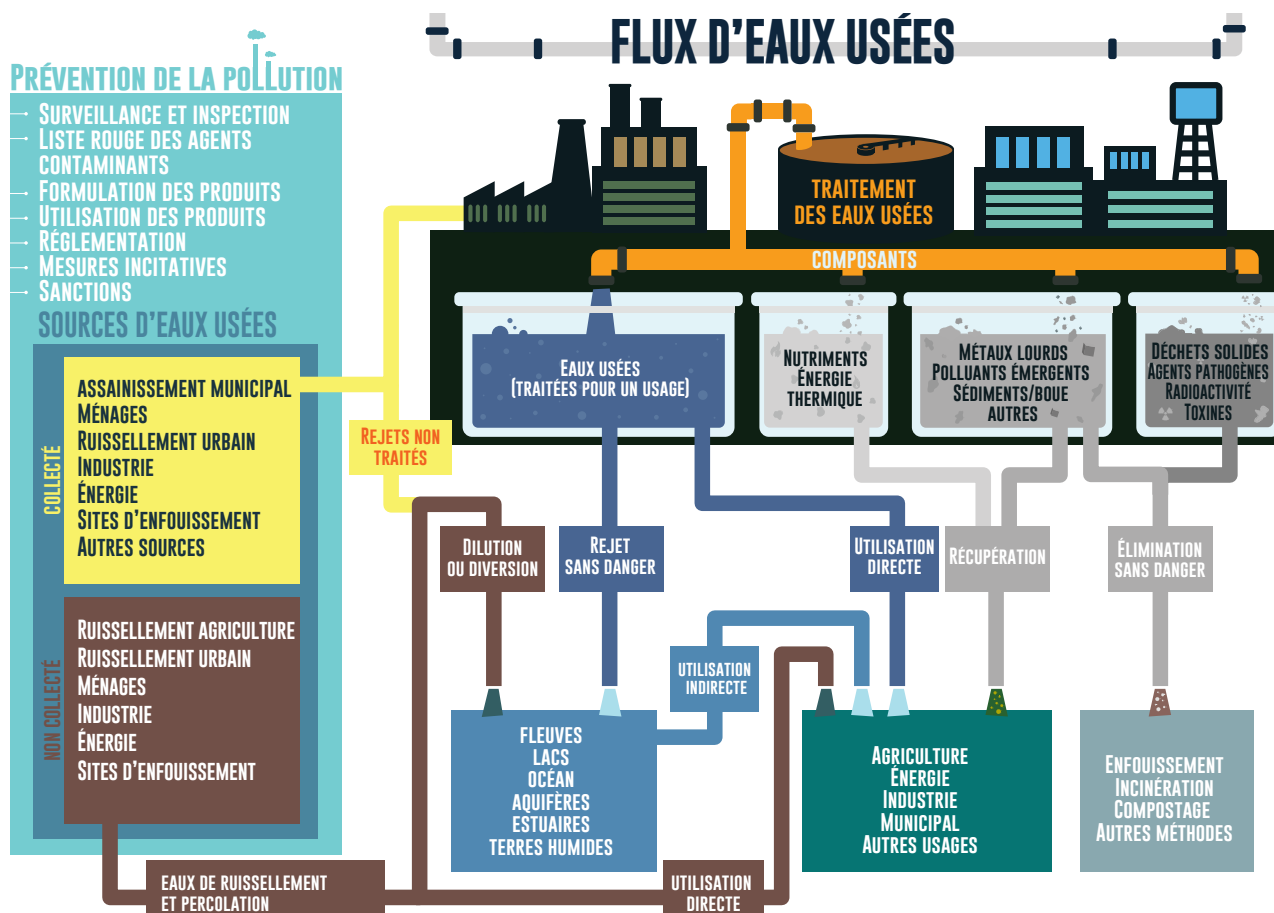 FLUX D'EAUX USÉES
PRÉVENTION DE LA POLLUTION
SURVEILLANCE ET INSPECTION
LISTE ROUGE DES AGENTS
CONTAMINANTS
FORMULATION DES PRODUITS
UTILISATION DES PRODUITS
RÉGLEMENTATION
MESURES INCITATIVES
SANCTIONS
SOURCES D'EAUX USÉES
COLLECTÉ
ASSAINISSEMENT MUNICIPAL
MÉNAGES
RUISSELLEMENT URBAIN
INDUSTRIE
ÉNERGIE
SITES D'ENFOUISSEMENT
AUTRES SOURCES
NON COLLECTÉ
RUISSELLEMENT AGRICULTURE
RUISSELLEMENT URBAIN
MÉNAGES
INDUSTRIE
ÉNERGIE
SITES D'ENFOUISSEMENT
EAUX DE RUISSELLEMENT
ET PERCOLATION
TRAITEMENT
DES EAUX USÉES
COMPOSANTS
EAUX USÉES
(TRAITÉES POUR UN USAGE)
NUTRIMENTS
ÉNERGIE
THERMIQUE
MÉTAUX LOURDS
POLLUANTS ÉMERGENTS
SÉDIMENTS/BOUE
AUTRES
DÉCHETS SOLIDES
AGENTS PATHOGÈNES
RADIOACTIVITÉ
TOXINES
REJETS NON
TRAITÉS
DILUTION
OU DIVERSION
REJET
SANS DANGER
UTILISATION
DIRECTE
RÉCUPÉRATION
ÉLIMINATION
SANS DANGER
UTILISATION
INDIRECTE
FLEUVES
LACS
OCÉAN
AQUIFÈRES
ESTUAIRES
TERRES HUMIDES
AGRICULTURE
ÉNERGIE
INDUSTRIE
MUNICIPAL
AUTRES USAGES
ENFOUISSEMENT
INCINÉRATION
COMPOSTAGE
AUTRES MÉTHODES
UTILISATION
DIRECTE